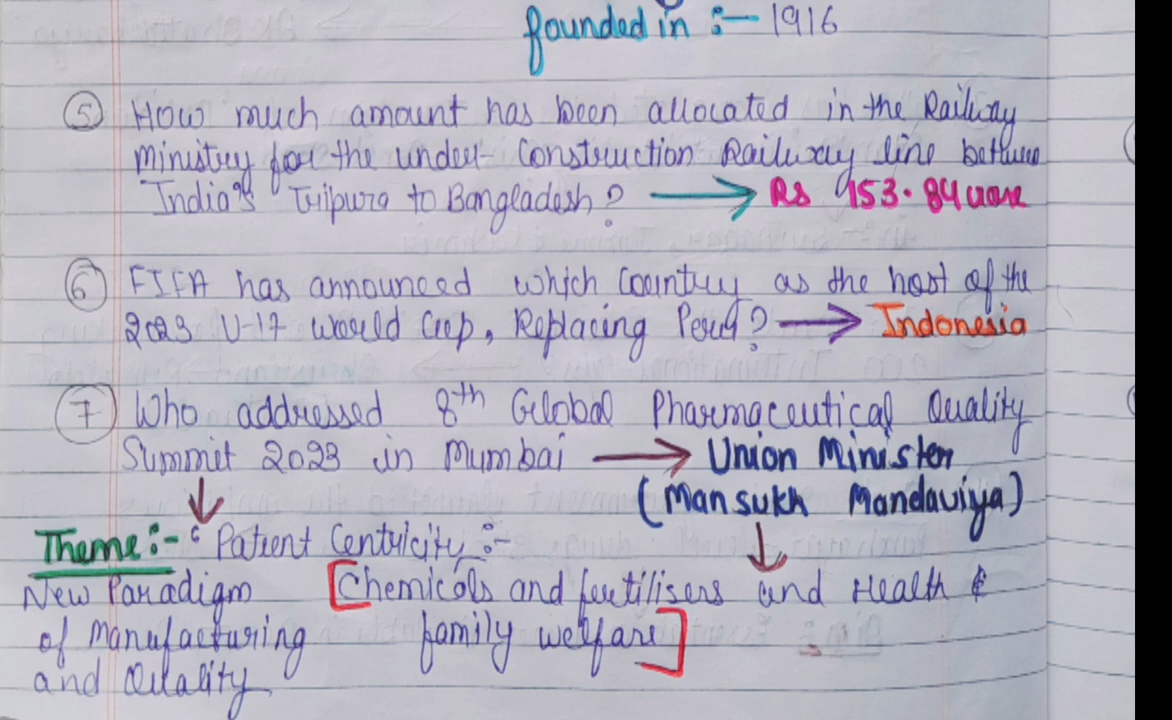 founded in :- 1916
⑤ How much amount has been allocated in the Railway
ministry for the under-construction Railway line between
India's Tripura to Bangladesh? → Rs 153.84 crore
⑥ FIFA has announced which country as the host of the
2023 U-17 World Cup, Replacing Peru? → Indonesia
⑦ Who addressed 8th Global Pharmaceutical Quality
Summit 2023 in Mumbai → Union Minister
(Mansukh Mandaviya)
Theme:- Patient Centricity :-
New Paradigm [Chemicals and fertilisers and Health &
of Manufacturing family welfare]
and Quality